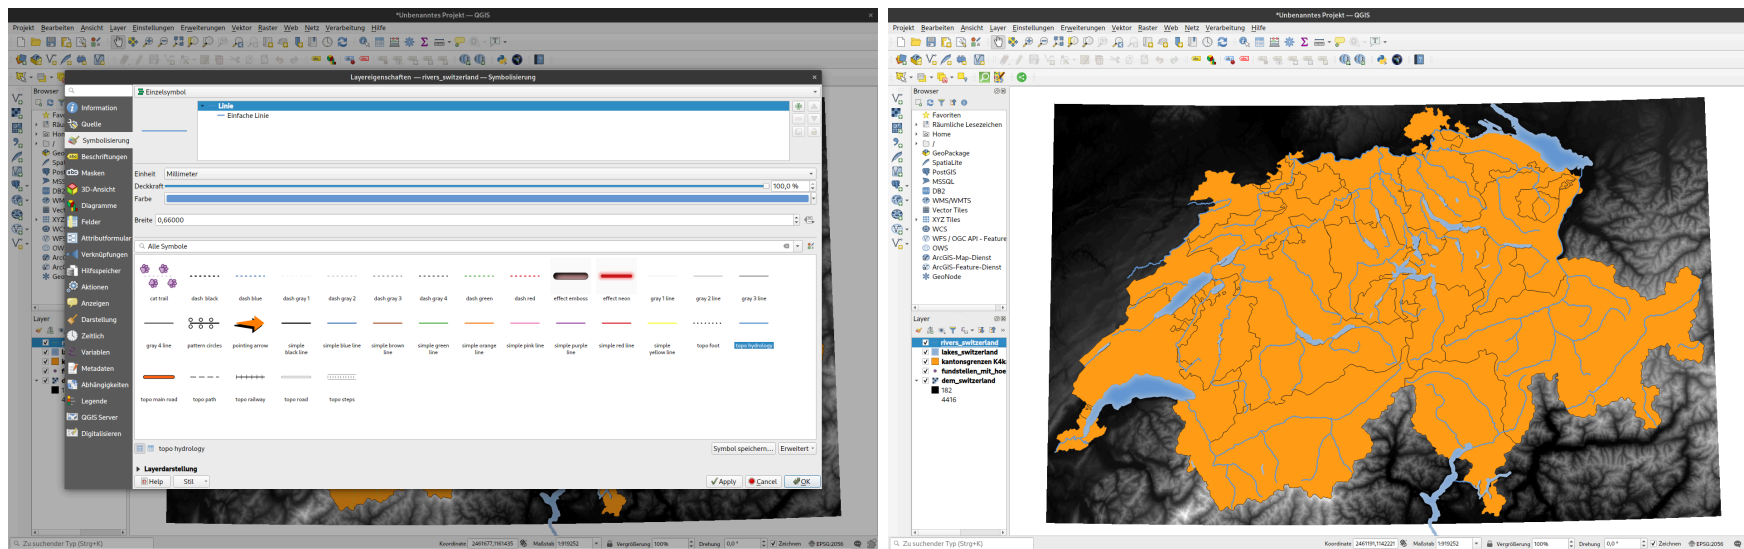 *Unbenanntes Projekt — QGIS
Projekt Bearbeiten Ansicht Layer Einstellungen Erweiterungen Vektor Raster Web Netz Verarbeitung Hilfe
Layereigenschaften — rivers_switzerland — Symbolisierung
Browser
Information
Quelle
Symbolisierung
Beschriftungen
Masken
3D-Ansicht
Diagramme
Felder
Attributformular
Verknüpfungen
Hilfsspeicher
Aktionen
Anzeigen
Darstellung
Zeitlich
Variablen
Metadaten
Abhängigkeiten
Legende
QGIS Server
Digitalisieren
Einzelsymbol
Linie
Einfache Linie
Einheit Millimeter
Deckkraft 100,0 %
Farbe
Breite 0,66000
Alle Symbole
cat trail dash black dash blue dash gray 1 dash gray 2 dash gray 3 dash gray 4 dash green dash red effect emboss effect neon gray 1 line gray 2 line gray 3 line
gray 4 line pattern circles pointing arrow simple black line simple blue line simple brown line simple green line simple orange line simple pink line simple purple line simple red line simple yellow line topo foot topo hydrology
topo main road topo path topo railway topo road topo steps
topo hydrology
Symbol speichern... Erweitert
Layerdarstellung
Help Stil Apply Cancel OK
Layer
Zu suchender Typ (Strg+K)
Koordinate 2461677,1161435 Maßstab 1:919252 Vergrößerung 100% Drehung 0,0 ° Zeichnen EPSG:2056
*Unbenanntes Projekt — QGIS
Projekt Bearbeiten Ansicht Layer Einstellungen Erweiterungen Vektor Raster Web Netz Verarbeitung Hilfe
Browser
Favoriten
Räumliche Lesezeichen
Home
/
GeoPackage
SpatiaLite
PostGIS
MSSQL
DB2
WMS/WMTS
Vector Tiles
XYZ Tiles
WCS
WFS / OGC API - Feature
OWS
ArcGIS-Map-Dienst
ArcGIS-Feature-Dienst
GeoNode
Layer
rivers_switzerland
lakes_switzerland
kantonsgrenzen K4k
fundstellen_mit_hoe
dem_switzerland
182
4416
Zu suchender Typ (Strg+K)
Koordinate 2461191,1142221 Maßstab 1:919252 Vergrößerung 100% Drehung 0,0 ° Zeichnen EPSG:2056